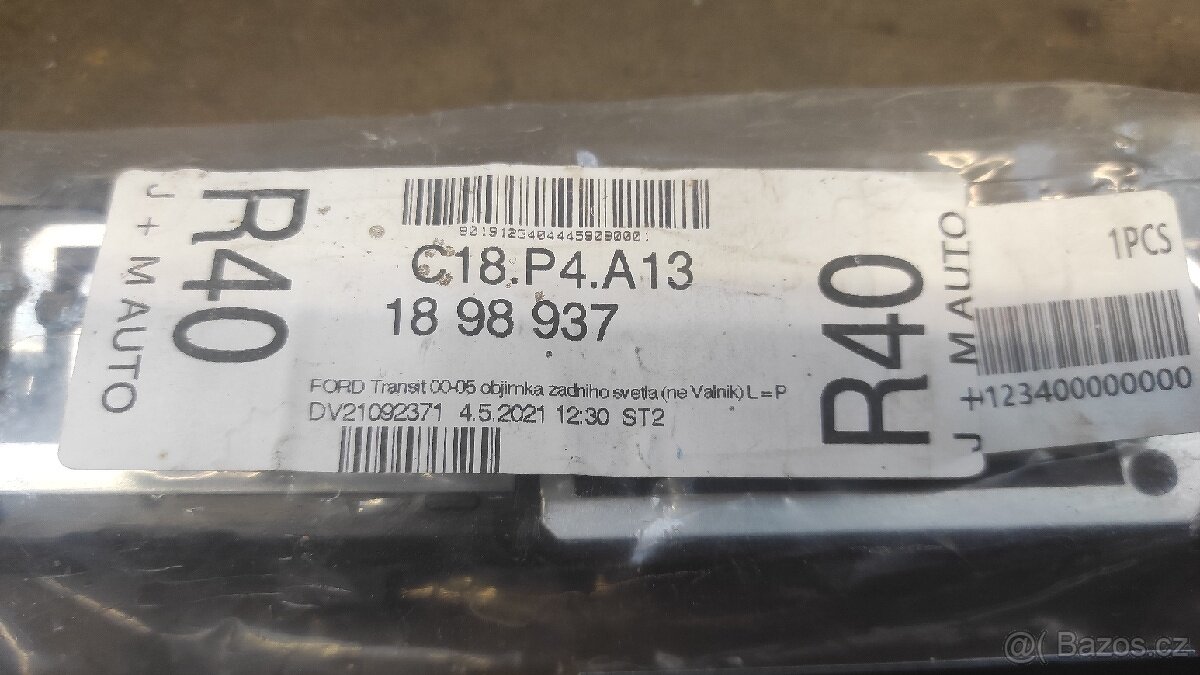 J + M AUTO
R40
9019123404445909000
C18.P4.A13
18 98 937
FORD Transit 00-05 objimka zadniho svetla (ne Valnik) L = P
DV21092371 4.5.2021 12:30 ST2
R40
J + M AUTO
1PCS
123400000000
@( Bazos.cz